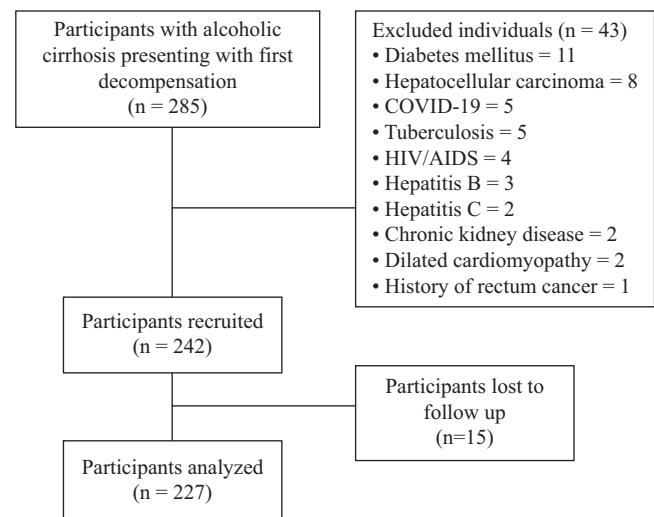 Participants with alcoholic
cirrhosis presenting with first
decompensation
(n = 285)
Excluded individuals (n = 43)
• Diabetes mellitus = 11
• Hepatocellular carcinoma = 8
• COVID-19 = 5
• Tuberculosis = 5
• HIV/AIDS = 4
• Hepatitis B = 3
• Hepatitis C = 2
• Chronic kidney disease = 2
• Dilated cardiomyopathy = 2
• History of rectum cancer = 1
Participants recruited
(n = 242)
Participants lost to
follow up
(n=15)
Participants analyzed
(n = 227)